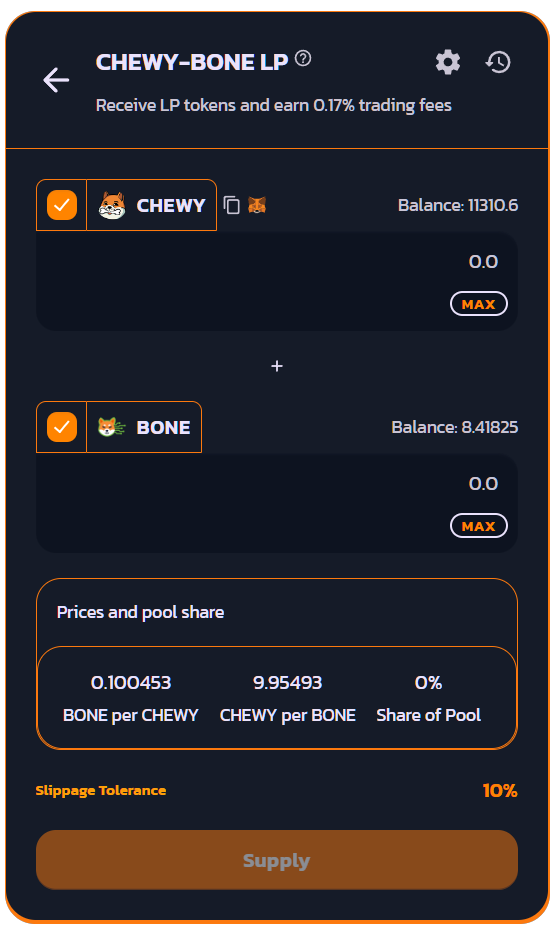 CHEWY-BONE LP
Receive LP tokens and earn 0.17% trading fees
CHEWY
Balance: 11310.6
0.0
MAX
+
BONE
Balance: 8.41825
0.0
MAX
Prices and pool share
0.100453 9.95493 0%
BONE per CHEWY CHEWY per BONE Share of Pool
Slippage Tolerance 10%
Supply